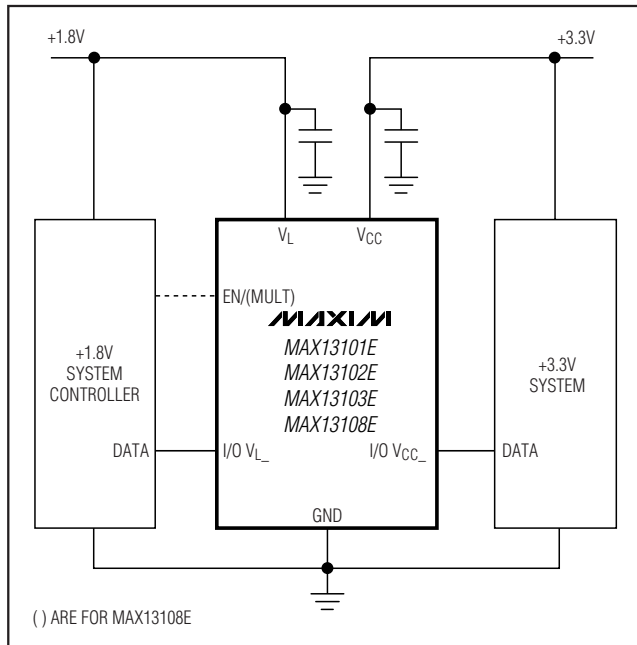 +1.8V
+3.3V
VL
VCC
EN/(MULT)
MAXIM
MAX13101E
MAX13102E
MAX13103E
MAX13108E
+1.8V
SYSTEM
CONTROLLER
+3.3V
SYSTEM
DATA
I/O VL_
I/O VCC_
DATA
GND
( ) ARE FOR MAX13108E